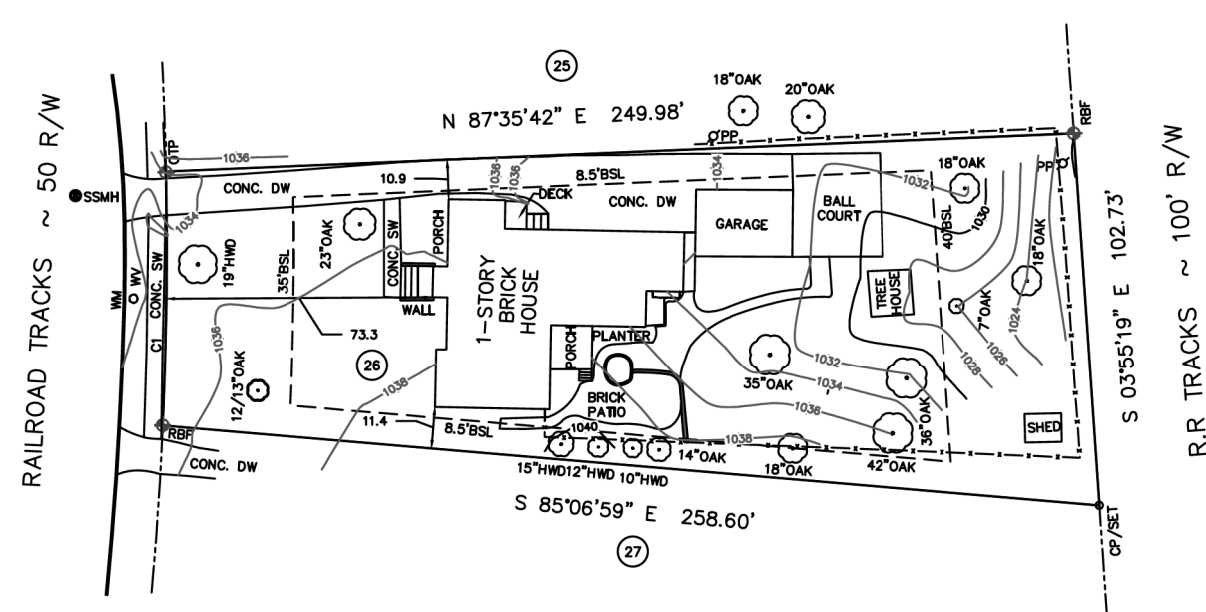 25
18"OAK
20"OAK
N 87°35'42" E 249.98'
PP
RBF
RAILROAD TRACKS ~ 50 R/W
R.R TRACKS ~ 100' R/W
OTP
1036
SSMH
CONC. DW
10.9
1036
1036
DECK
8.5'BSL
1034
1032
18"OAK
PP
1034
CONC. DW
GARAGE
BALL
COURT
40'BSL
1030
WM
WV
CONC. SW
C1
19"HWD
35'BSL
23"OAK
CONC. SW
PORCH
WALL
73.3
1-STORY
BRICK
HOUSE
TREE
HOUSE
7"OAK
18"OAK
1024
1026
1028
S 03°55'19" E 102.73'
1036
26
1038
12/13"OAK
PORCH
PLANTER
BRICK
PATIO
35"OAK
1032
1034
1036
36"OAK
RBF
CONC. DW
11.4
8.5'BSL
1040
1038
SHED
15"HWD
12"HWD
10"HWD
14"OAK
18"OAK
42"OAK
S 85°06'59" E 258.60'
27
CP/SET